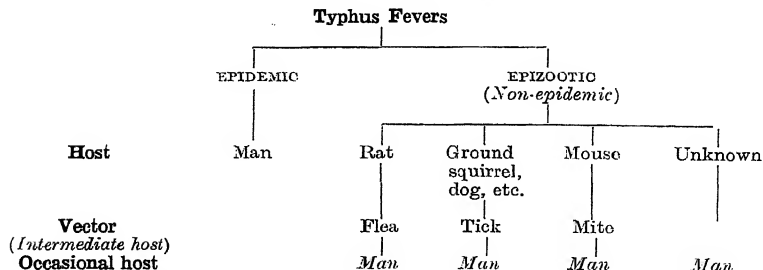 Typhus Fevers
EPIDEMIC EPIZOOTIC
(Non-epidemic)
Host Man Rat Ground squirrel, dog, etc. Mouse Unknown
Vector Flea Tick Mite
(Intermediate host)
Occasional host Man Man Man Man